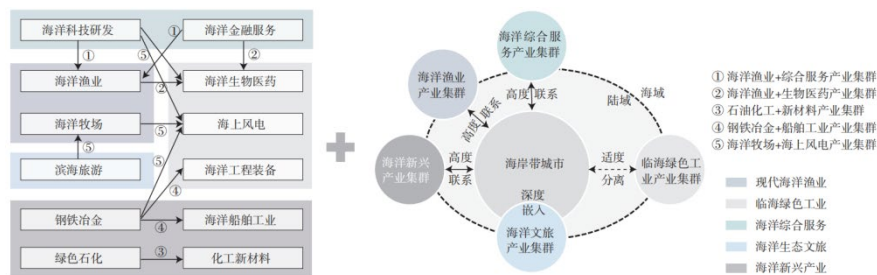 海洋科技研发
海洋金融服务
①
①
⑤
②
海洋渔业
②
海洋生物医药
海洋牧场
⑤
海上风电
⑤
⑤
滨海旅游
④
海洋工程装备
钢铁冶金
④
海洋船舶工业
绿色石化
③
化工新材料
海洋综合服
务产业集群
海洋渔业
产业集群
海洋新兴
产业集群
高度
联系
高度
联系
高度
联系
海岸带城市
深度
嵌入
海洋文旅
产业集群
适度
分离
陆域
海域
临海绿色工
业产业集群
①海洋渔业+综合服务产业集群
②海洋渔业+生物医药产业集群
③石油化工+新材料产业集群
④钢铁冶金+船舶工业产业集群
⑤海洋牧场+海上风电产业集群
现代海洋渔业
临海绿色工业
海洋综合服务
海洋生态文旅
海洋新兴产业